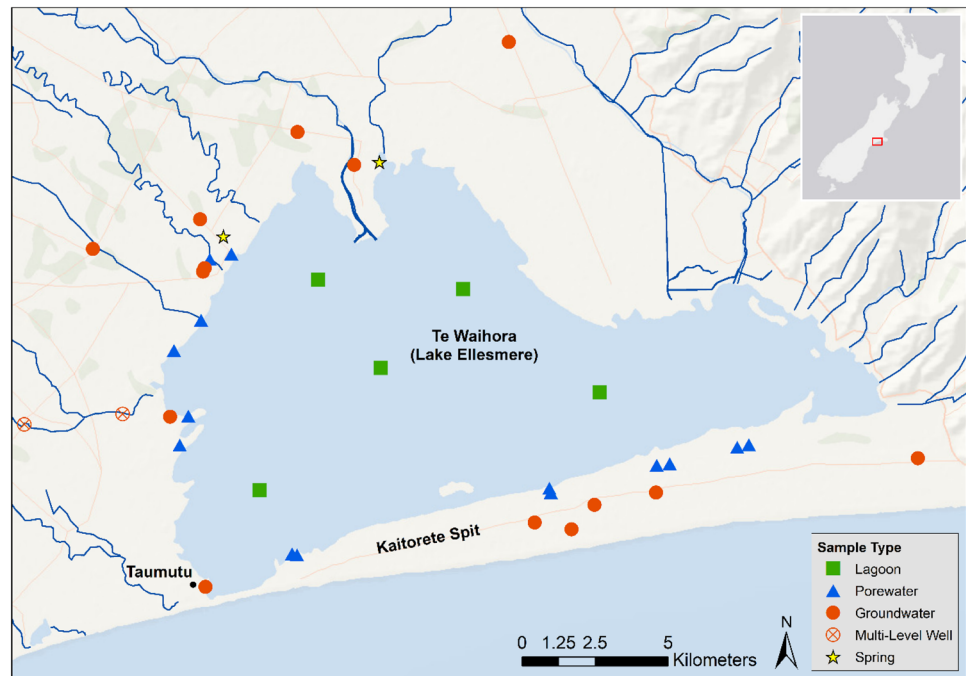 Te Waihora
(Lake Ellesmere)
Kaitorete Spit
Taumutu
Sample Type
Lagoon
Porewater
Groundwater
Multi-Level Well
Spring
N
0 1.25 2.5 5
Kilometers